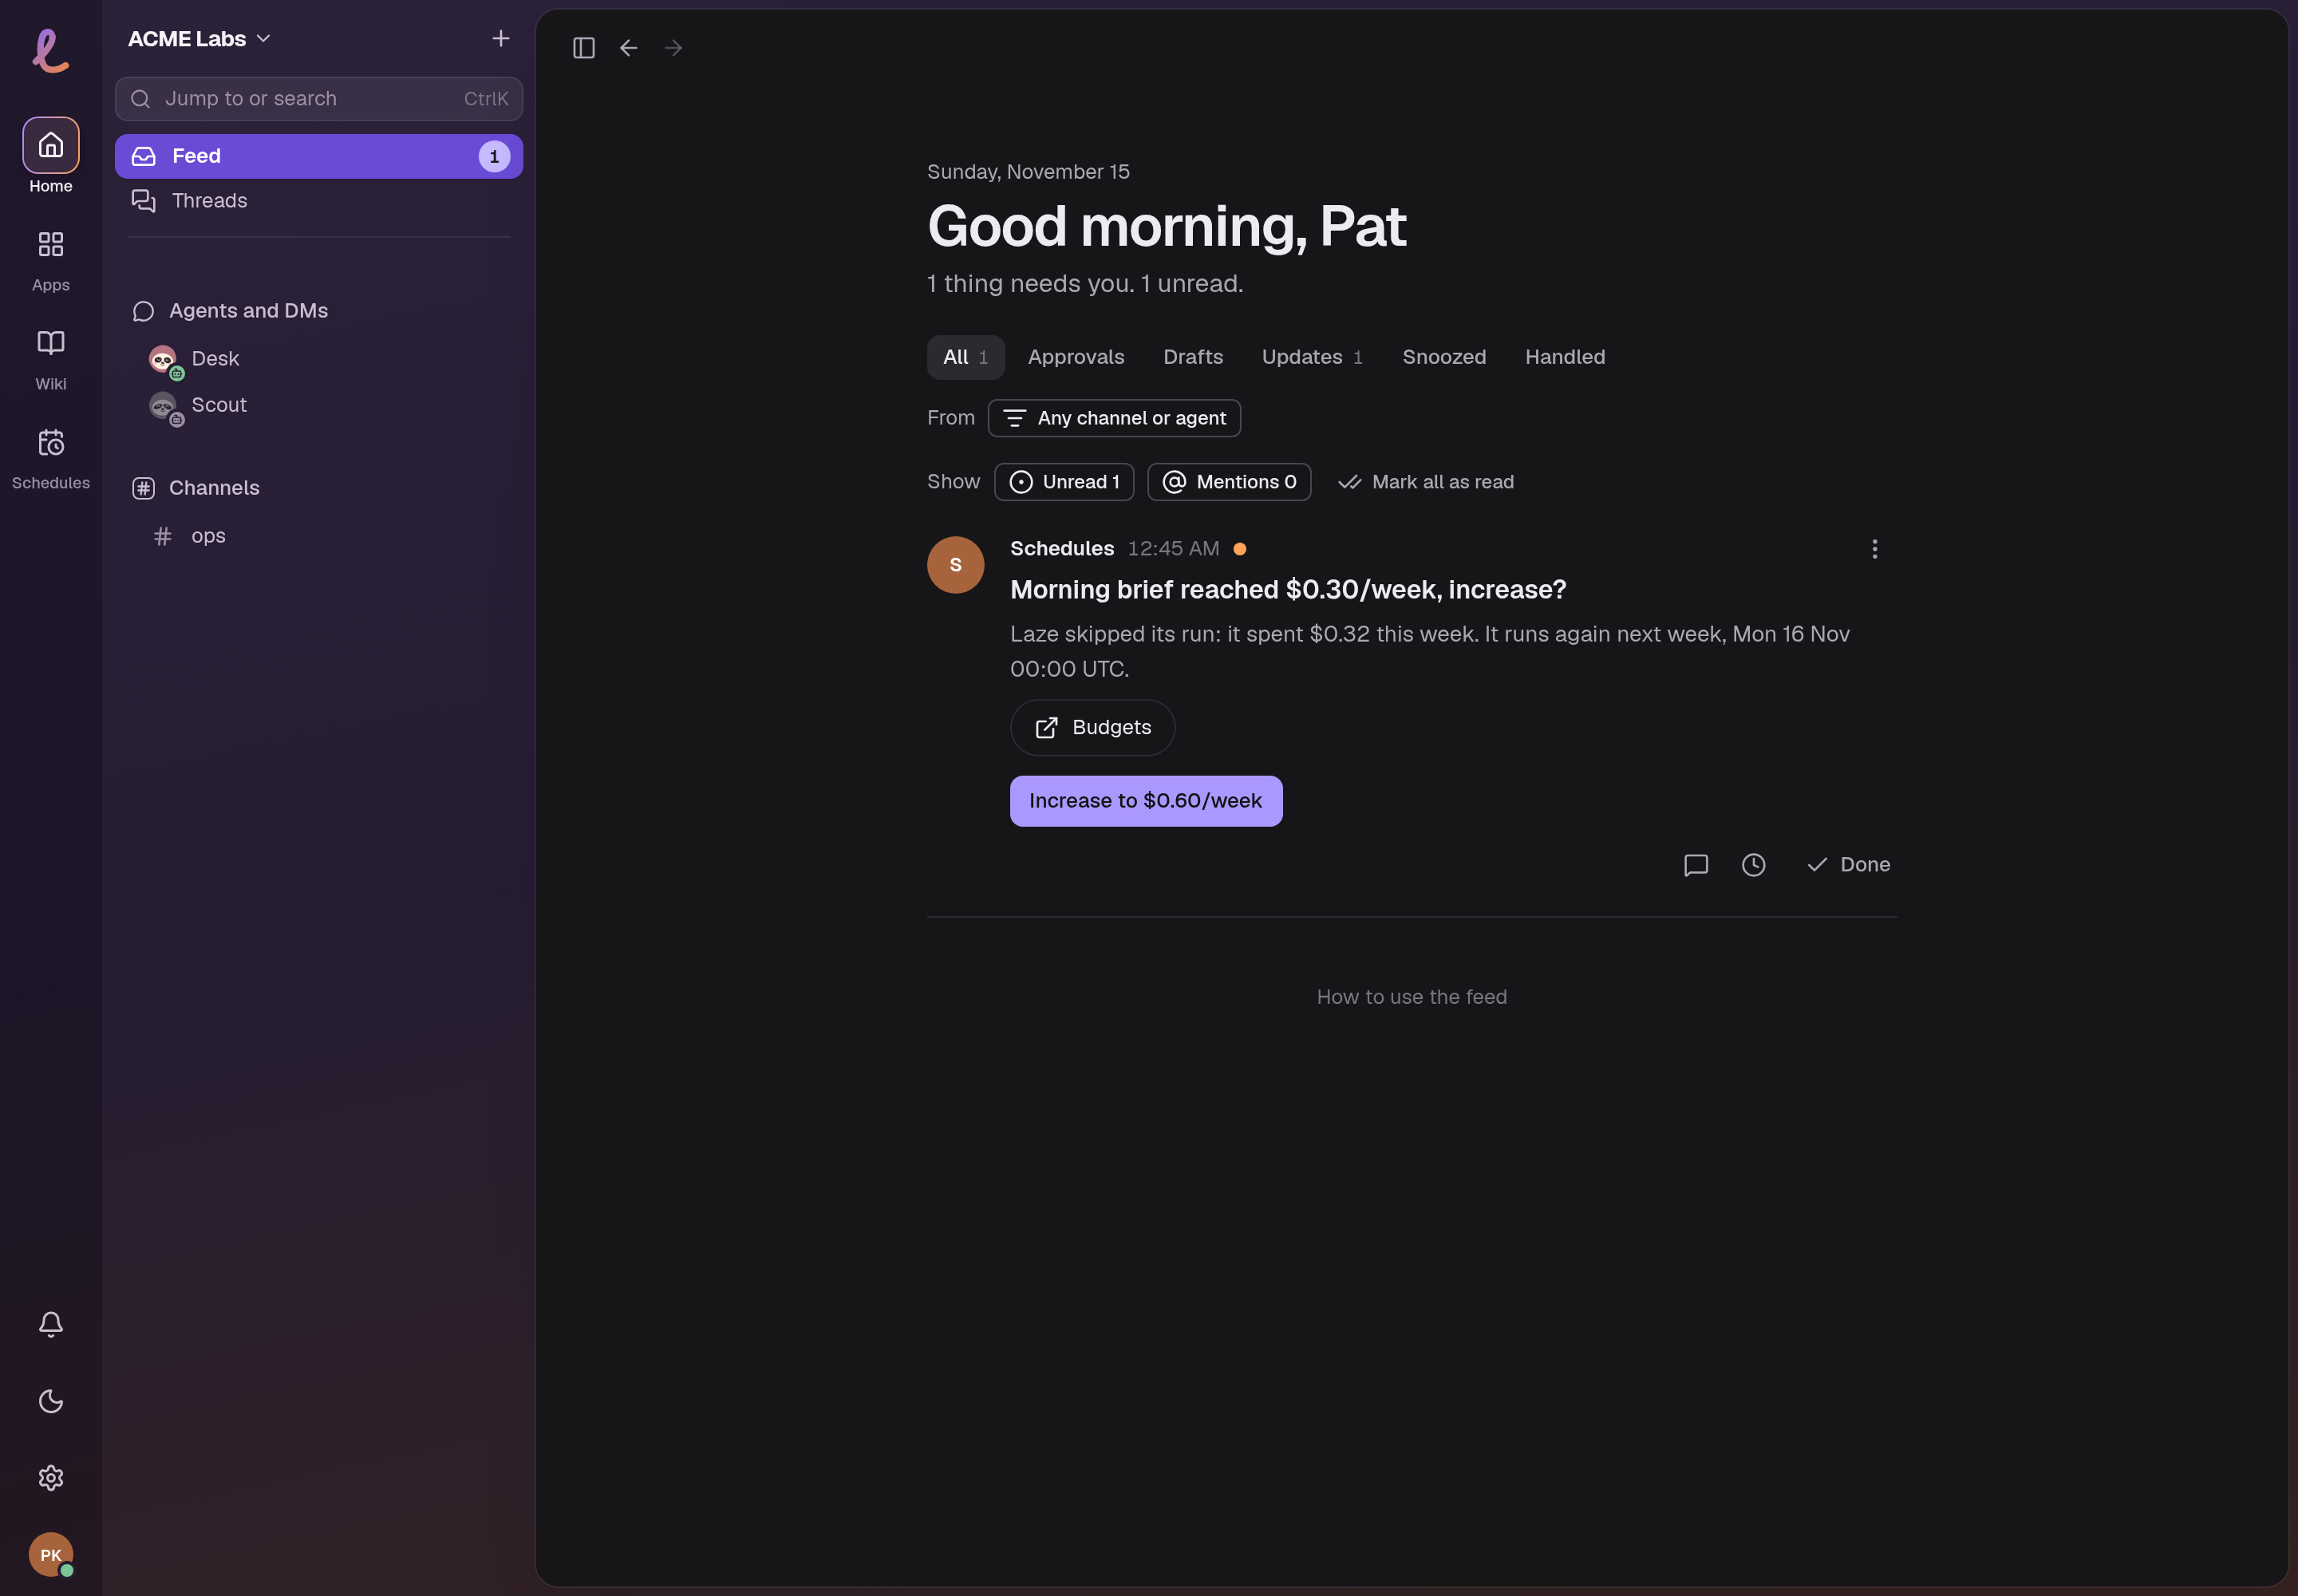 ACME Labs
Jump to or search
CtrlK
Home
Feed
1
Threads
Apps
Agents and DMs
Desk
Scout
Wiki
Schedules
Channels
ops
PK
Sunday, November 15
Good morning, Pat
1 thing needs you. 1 unread.
All 1
Approvals
Drafts
Updates 1
Snoozed
Handled
From
Any channel or agent
Show
Unread 1
Mentions 0
Mark all as read
S
Schedules 12:45 AM
Morning brief reached $0.30/week, increase?
Laze skipped its run: it spent $0.32 this week. It runs again next week, Mon 16 Nov
00:00 UTC.
Budgets
Increase to $0.60/week
Done
How to use the feed